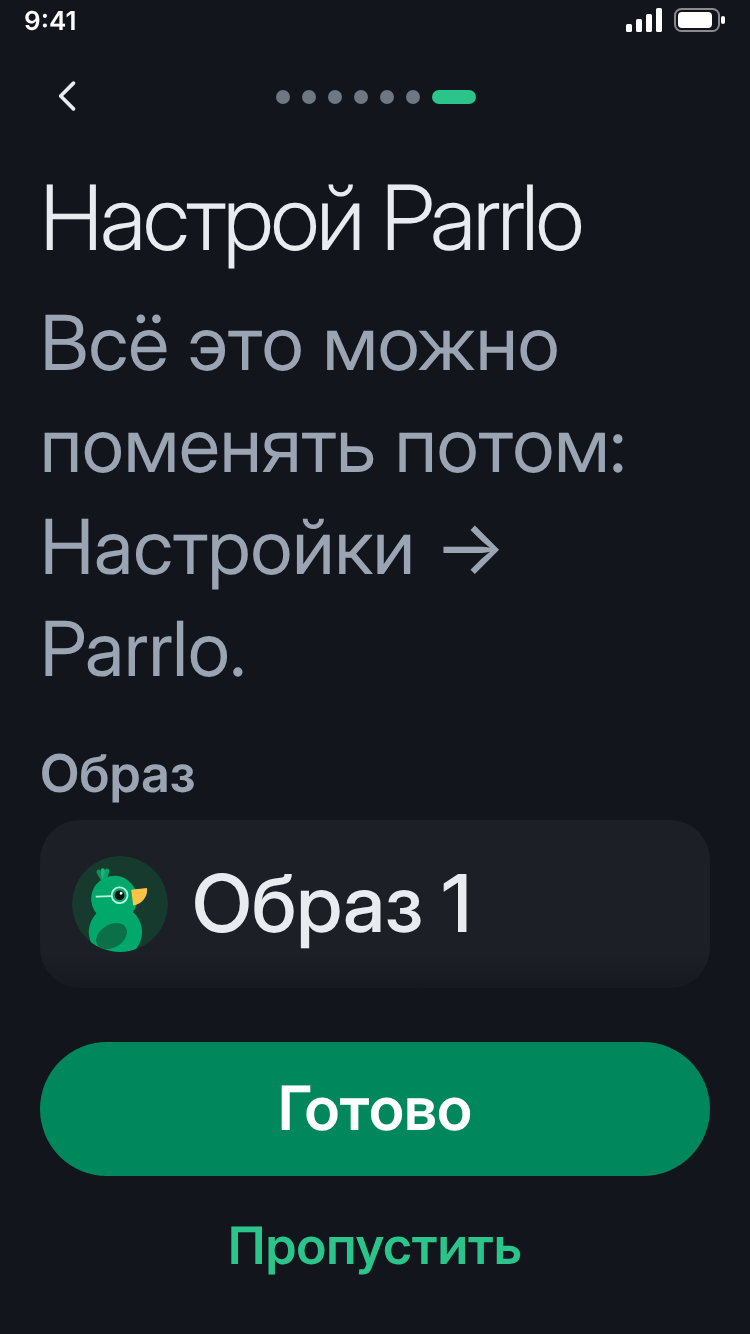 9:41
Настрой Parrlo
Всё это можно
поменять потом:
Настройки →
Parrlo.
Образ
Образ 1
Готово
Пропустить